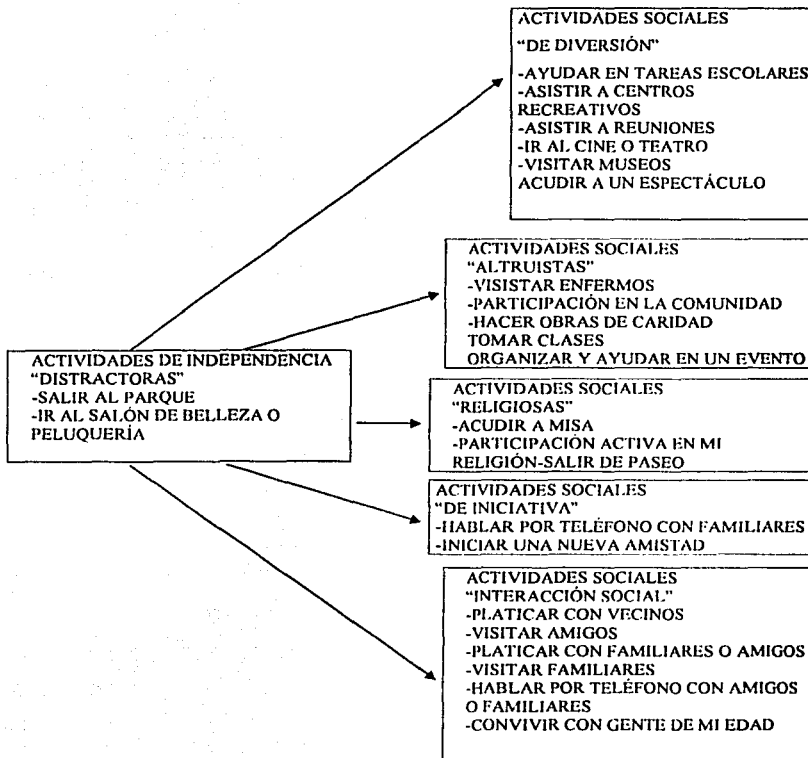 ACTIVIDADES SOCIALES
"DE DIVERSIÓN"
-AYUDAR EN TAREAS ESCOLARES
-ASISTIR A CENTROS
RECREATIVOS
-ASISTIR A REUNIONES
-IR AL CINE O TEATRO
-VISITAR MUSEOS
ACUDIR A UN ESPECTÁCULO
ACTIVIDADES SOCIALES
"ALTRUISTAS"
-VISISTAR ENFERMOS
-PARTICIPACIÓN EN LA COMUNIDAD
-HACER OBRAS DE CARIDAD
TOMAR CLASES
ORGANIZAR Y AYUDAR EN UN EVENTO
ACTIVIDADES DE INDEPENDENCIA
"DISTRACTORAS"
-SALIR AL PARQUE
-IR AL SALÓN DE BELLEZA O
PELUQUERÍA
ACTIVIDADES SOCIALES
"RELIGIOSAS"
-ACUDIR A MISA
-PARTICIPACIÓN ACTIVA EN MI
RELIGIÓN-SALIR DE PASEO
ACTIVIDADES SOCIALES
"DE INICIATIVA"
-HABLAR POR TELÉFONO CON FAMILIARES
-INICIAR UNA NUEVA AMISTAD
ACTIVIDADES SOCIALES
"INTERACCIÓN SOCIAL"
-PLATICAR CON VECINOS
-VISITAR AMIGOS
-PLATICAR CON FAMILIARES O AMIGOS
-VISITAR FAMILIARES
-HABLAR POR TELÉFONO CON AMIGOS
O FAMILIARES
-CONVIVIR CON GENTE DE MI EDAD